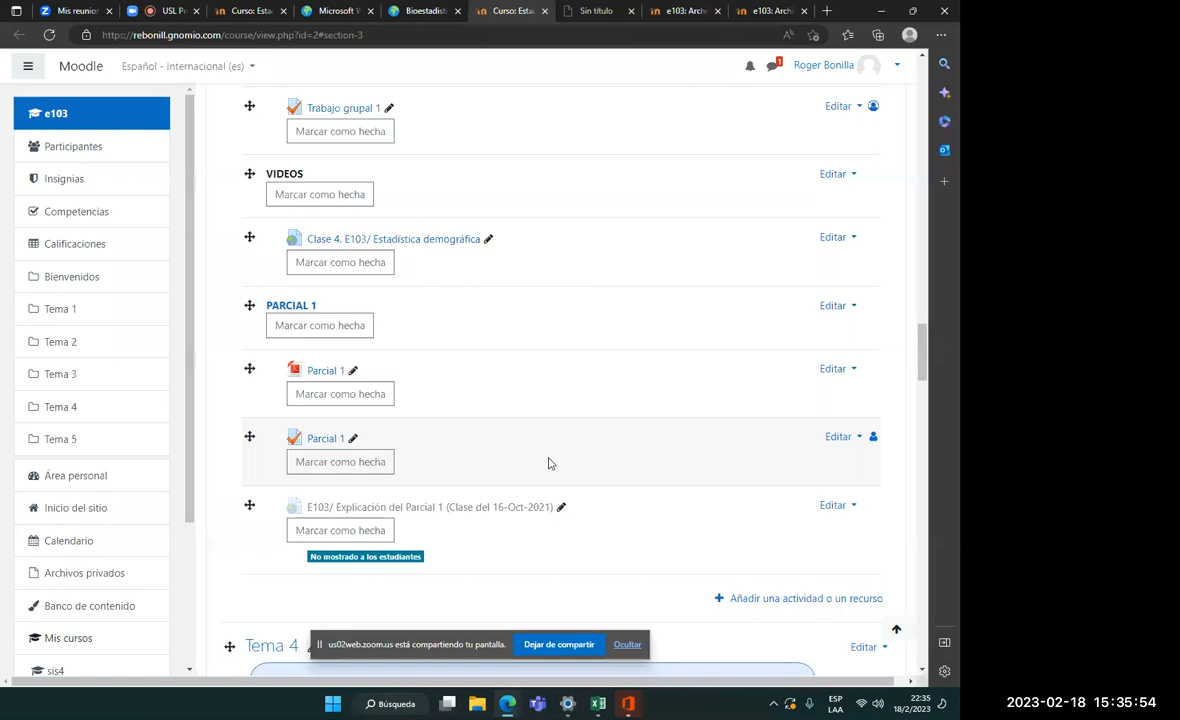 Mis reunior
USL Pr
Curso: Esta
Microsoft W
Bioestadís
Curso: Esta
Sin título
e103: Arch
e103: Archi
https://rebonill.gnomio.com/course/view.php?id=2#section-3
Moodle
Español - Internacional (es)
1
Roger Bonilla
e103
Participantes
Insignias
Competencias
Calificaciones
Bienvenidos
Tema 1
Tema 2
Tema 3
Tema 4
Tema 5
Área personal
Inicio del sitio
Calendario
Archivos privados
Banco de contenido
Mis cursos
sis4
Trabajo grupal 1
Editar
Marcar como hecha
VIDEOS
Editar
Marcar como hecha
Clase 4. E103/ Estadística demográfica
Editar
Marcar como hecha
PARCIAL 1
Editar
Marcar como hecha
Parcial 1
Editar
Marcar como hecha
Parcial 1
Editar
Marcar como hecha
E103/ Explicación del Parcial 1 (Clase del 16-Oct-2021)
Editar
Marcar como hecha
No mostrado a los estudiantes
Añadir una actividad o un recurso
Tema 4
Editar
us02web.zoom.us está compartiendo tu pantalla.
Dejar de compartir
Ocultar
Búsqueda
ESP
LAA
22:35
18/2/2023
2023-02-18 15:35:54